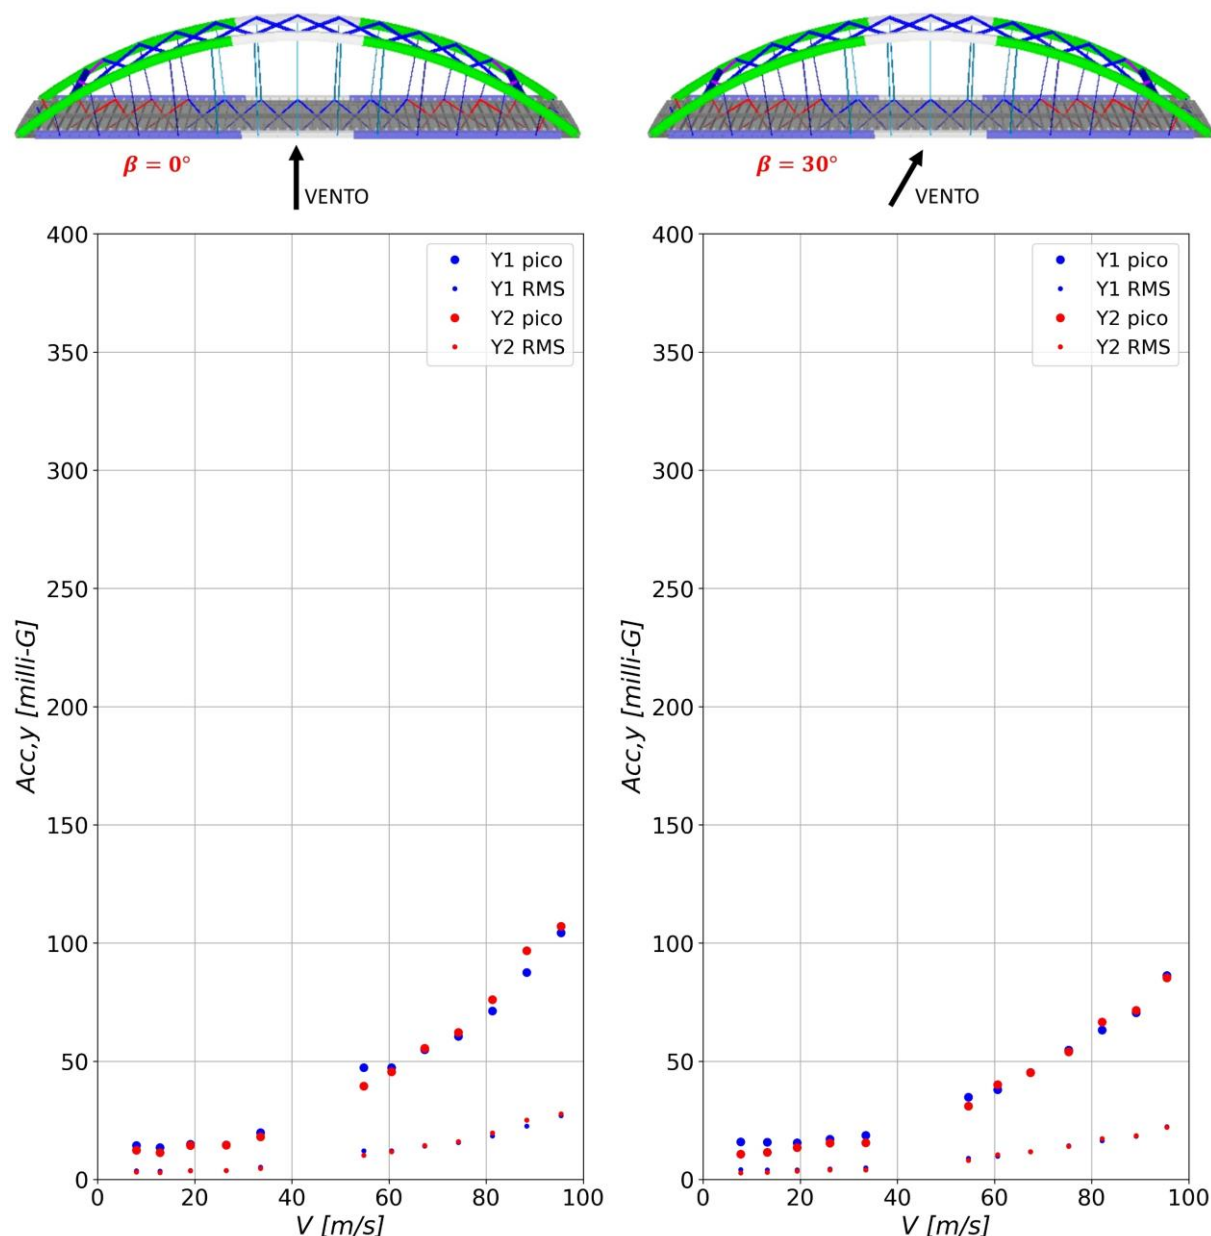 β = 0°
VENTO
β = 30°
VENTO
400
350
300
250
200
150
100
50
0
Acc,y [milli-G]
Y1 pico
Y1 RMS
Y2 pico
Y2 RMS
0 20 40 60 80 100
V [m/s]
400
350
300
250
200
150
100
50
0
Acc,y [milli-G]
Y1 pico
Y1 RMS
Y2 pico
Y2 RMS
0 20 40 60 80 100
V [m/s]